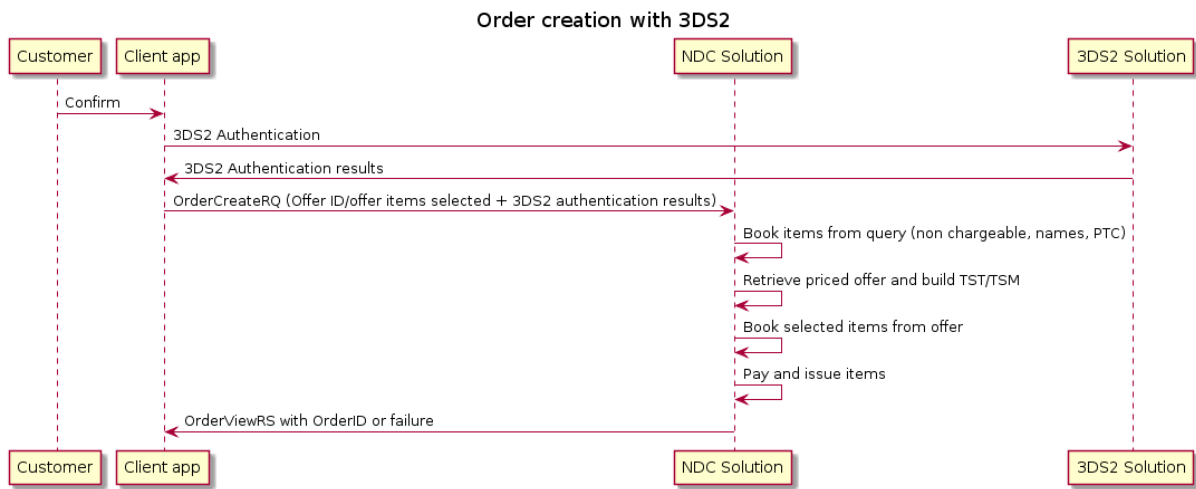 Order creation with 3DS2
Customer
Client app
NDC Solution
3DS2 Solution
Confirm
3DS2 Authentication
3DS2 Authentication results
OrderCreateRQ (Offer ID/offer items selected + 3DS2 authentication results)
Book items from query (non chargeable, names, PTC)
Retrieve priced offer and build TST/TSM
Book selected items from offer
Pay and issue items
OrderViewRS with OrderID or failure
Customer
Client app
NDC Solution
3DS2 Solution